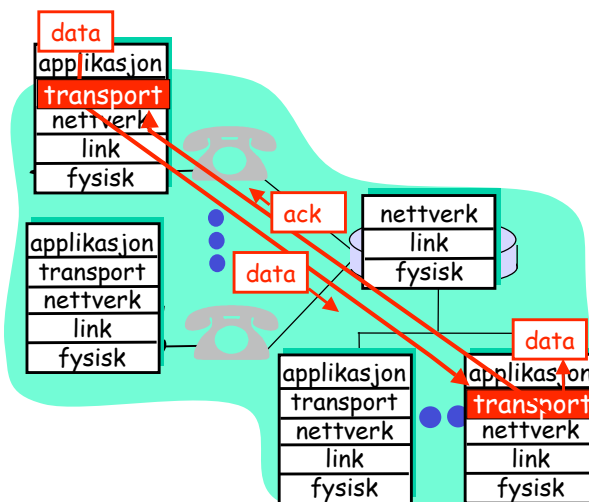 data
applikasjon
transport
nettverk
link
fysisk
ack
nettverk
link
fysisk
applikasjon
transport
nettverk
link
fysisk
data
data
applikasjon
transport
nettverk
link
fysisk
applikasjon
transport
nettverk
link
fysisk